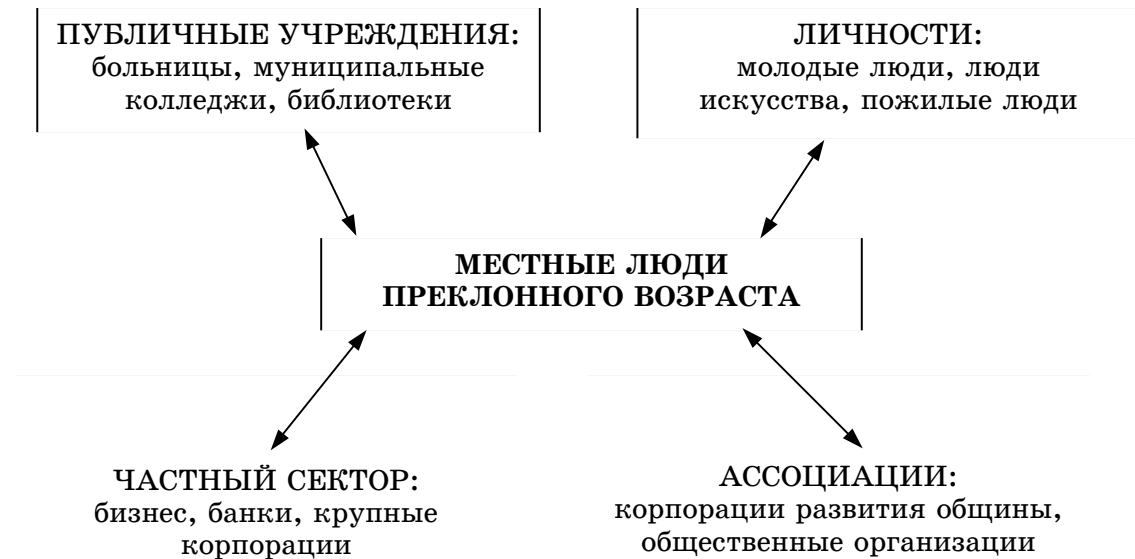 ПУБЛИЧНЫЕ УЧРЕЖДЕНИЯ:
больницы, муниципальные
колледжи, библиотеки
ЛИЧНОСТИ:
молодые люди, люди
искусства, пожилые люди
МЕСТНЫЕ ЛЮДИ
ПРЕКЛОННОГО ВОЗРАСТА
ЧАСТНЫЙ СЕКТОР:
бизнес, банки, крупные
корпорации
АССОЦИАЦИИ:
корпорации развития общины,
общественные организации